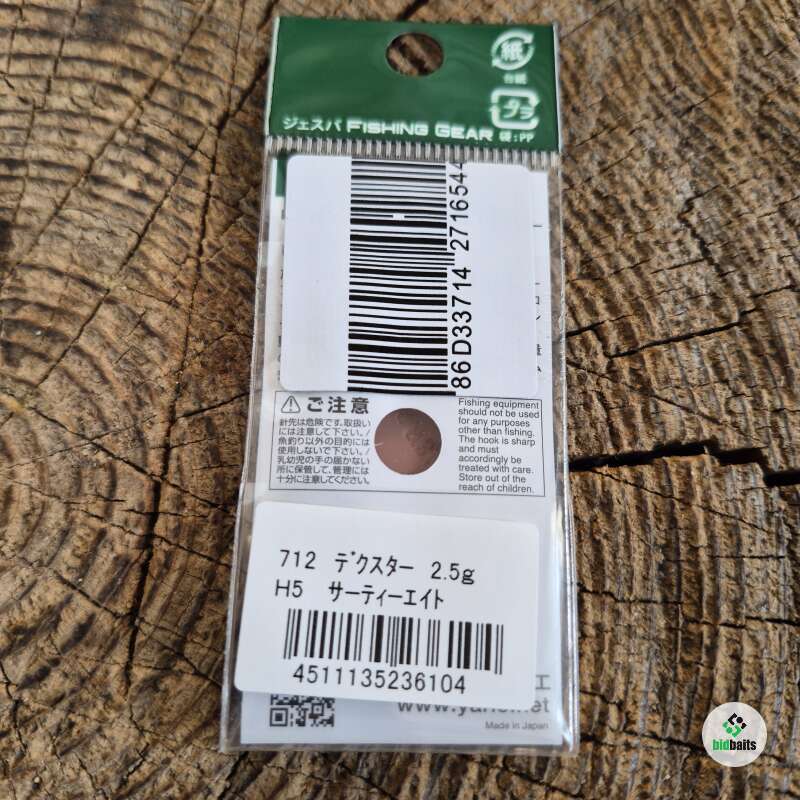 紙
台紙
プラ
袋:PP
ジェスパ FISHING GEAR
86D33714 2716544
ご注意
針先は危険です。取扱い
には注意して下さい。/
魚釣り以外の目的には
使用しないで下さい。/
乳幼児の手の届かない
所に保管して、管理には
十分に注意してください。
Fishing equipment
should not be used
for any purposes
other than fishing.
The hook is sharp
and must
accordingly be
treated with care.
Store out of the
reach of children.
712 デクスター 2.5g
H5 サーティーエイト
4511135236104
工
Made in Japan
bidbaits